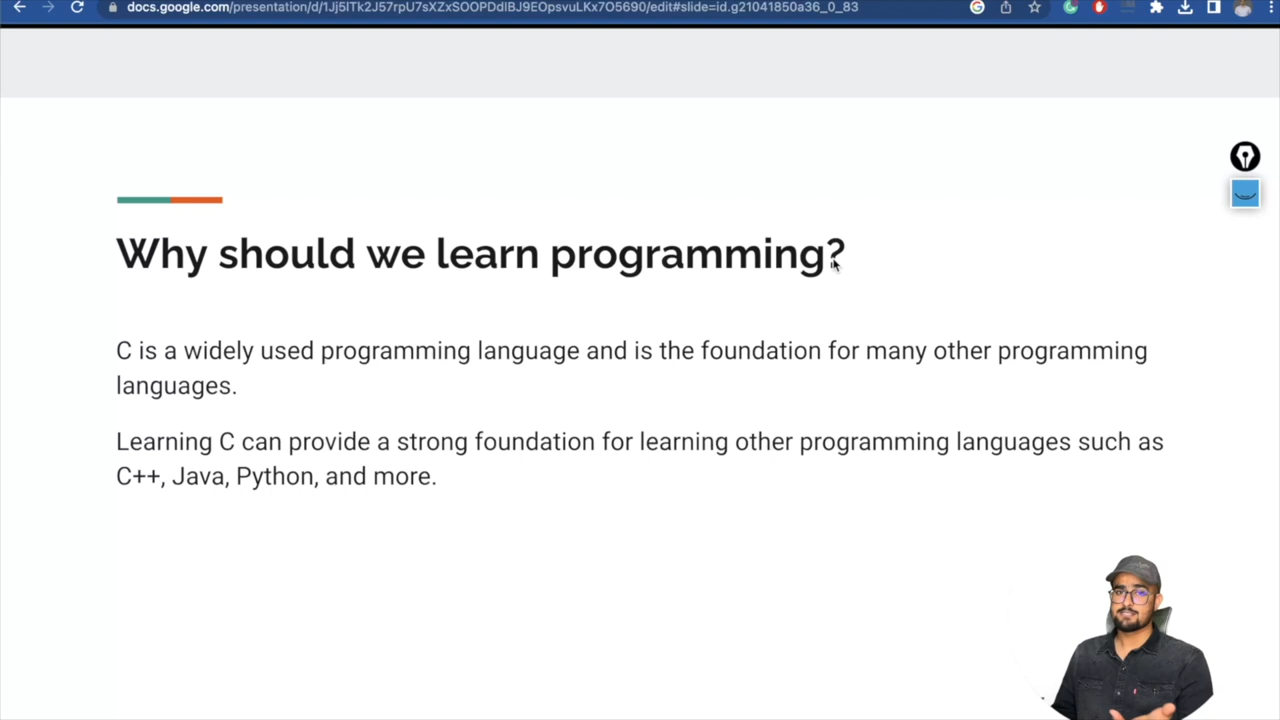 docs.google.com/presentation/d/1Jj5lTk2J57rpU7sXZxSOOPDdlBJ9EOpsvuLKx7O5690/edit#slide=id.g21041850a36_0_83
Why should we learn programming?
C is a widely used programming language and is the foundation for many other programming
languages.
Learning C can provide a strong foundation for learning other programming languages such as
C++, Java, Python, and more.